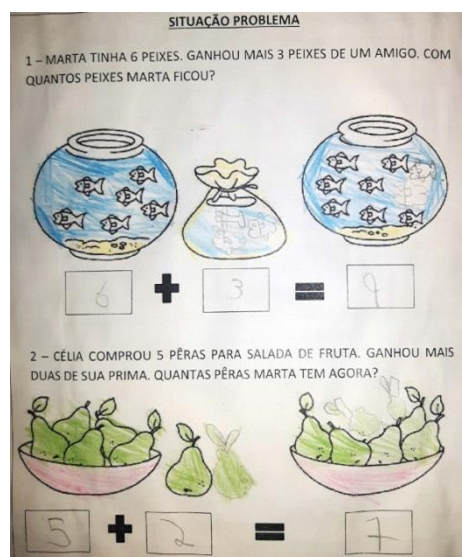 SITUAÇÃO PROBLEMA
1 – MARTA TINHA 6 PEIXES. GANHOU MAIS 3 PEIXES DE UM AMIGO. COM
QUANTOS PEIXES MARTA FICOU?
6 + 3 = 9
2 – CÉLIA COMPROU 5 PÊRAS PARA SALADA DE FRUTA. GANHOU MAIS
DUAS DE SUA PRIMA. QUANTAS PÊRAS MARTA TEM AGORA?
5 + 2 = 7